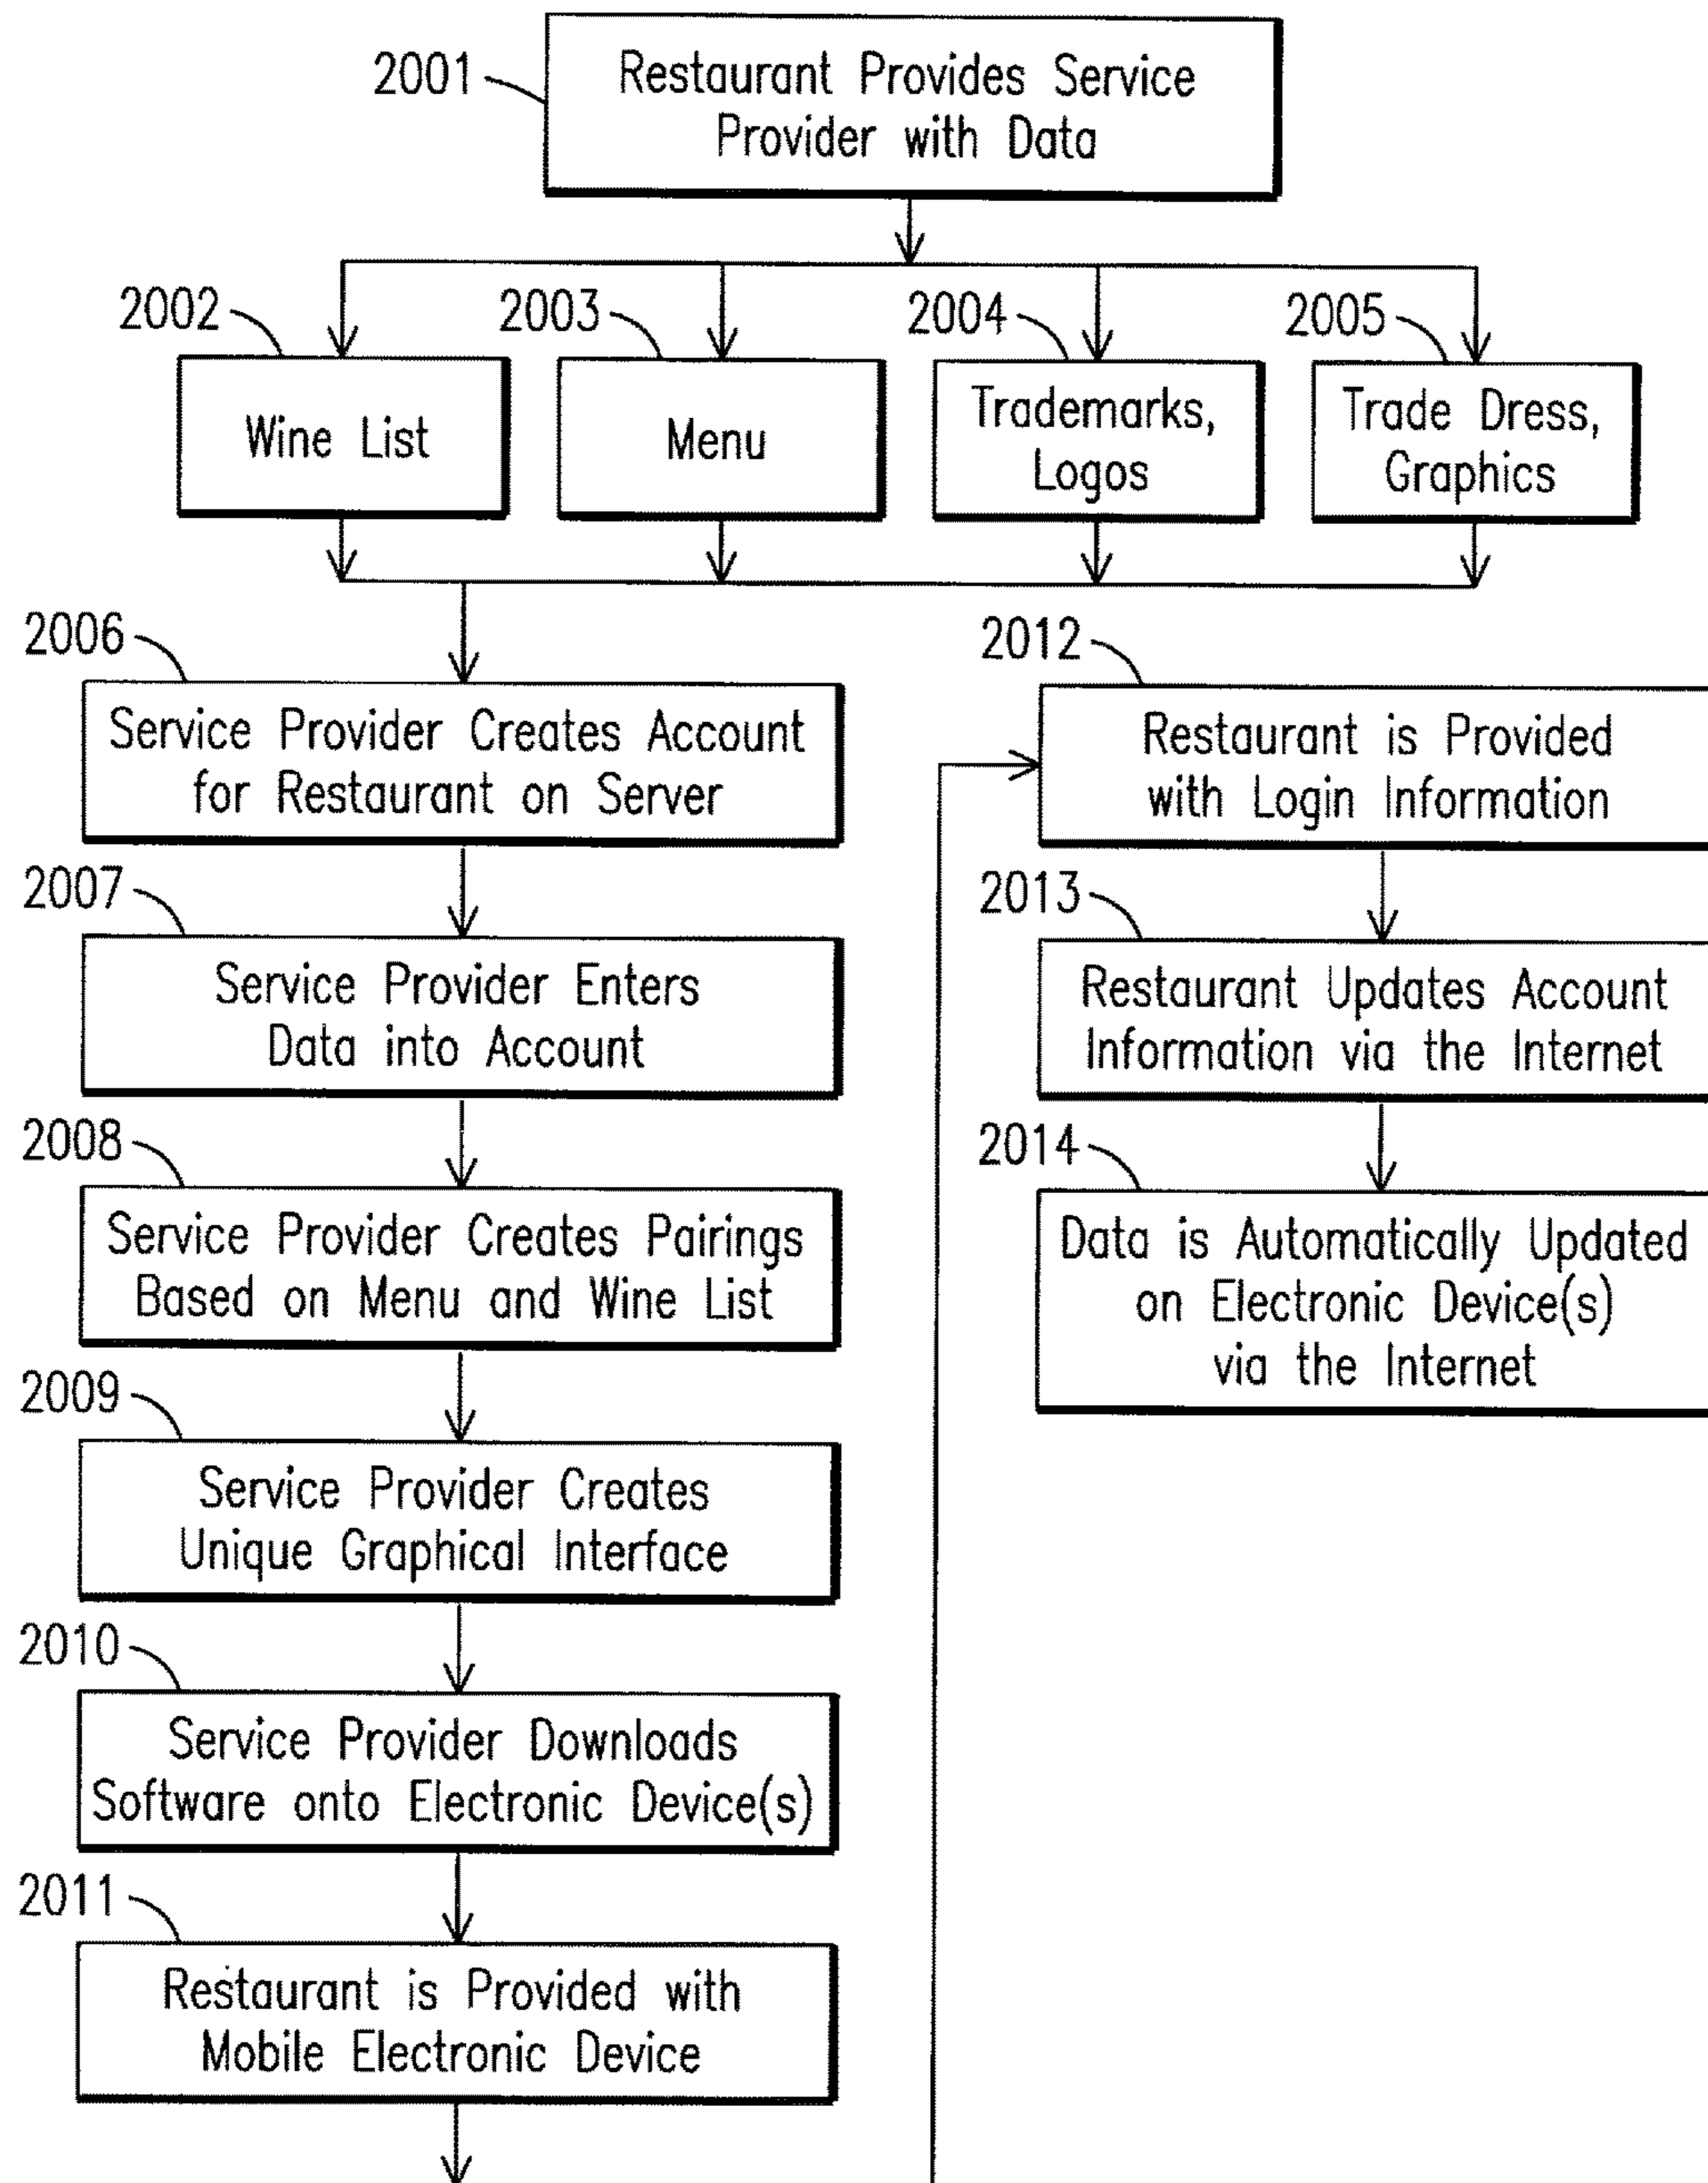 2001
Restaurant Provides Service
Provider with Data
2002
Wine List
2003
Menu
2004
Trademarks,
Logos
2005
Trade Dress,
Graphics
2006
Service Provider Creates Account
for Restaurant on Server
2007
Service Provider Enters
Data into Account
2008
Service Provider Creates Pairings
Based on Menu and Wine List
2009
Service Provider Creates
Unique Graphical Interface
2010
Service Provider Downloads
Software onto Electronic Device(s)
2011
Restaurant is Provided with
Mobile Electronic Device
2012
Restaurant is Provided
with Login Information
2013
Restaurant Updates Account
Information via the Internet
2014
Data is Automatically Updated
on Electronic Device(s)
via the Internet